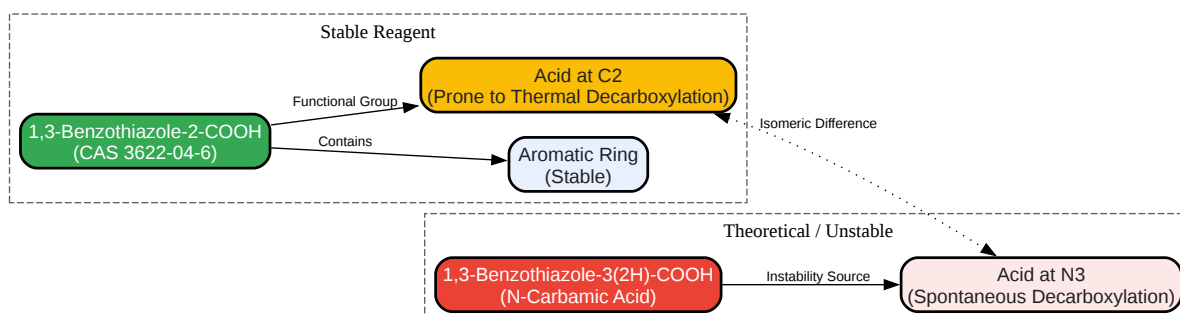 Stable Reagent
Acid at C2
(Prone to Thermal Decarboxylation)
Functional Group
Isomeric Difference
1,3-Benzothiazole-2-COOH
(CAS 3622-04-6)
Contains
Aromatic Ring
(Stable)
Theoretical / Unstable
1,3-Benzothiazole-3(2H)-COOH
(N-Carbamic Acid)
Instability Source
Acid at N3
(Spontaneous Decarboxylation)